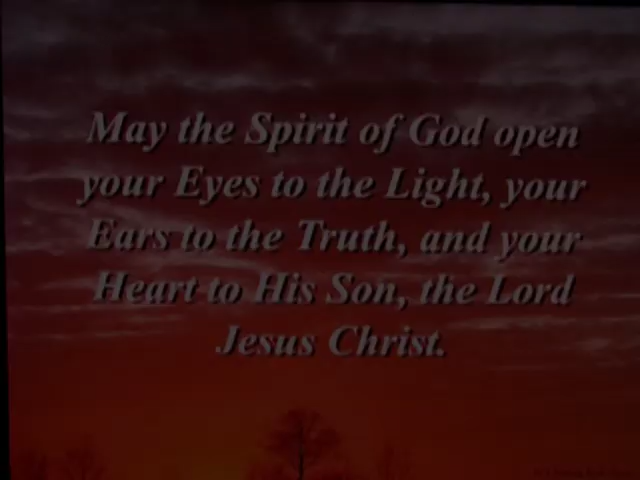 May the Spirit of God open
your Eyes to the Light, your
Ears to the Truth, and your
Heart to His Son, the Lord
Jesus Christ.